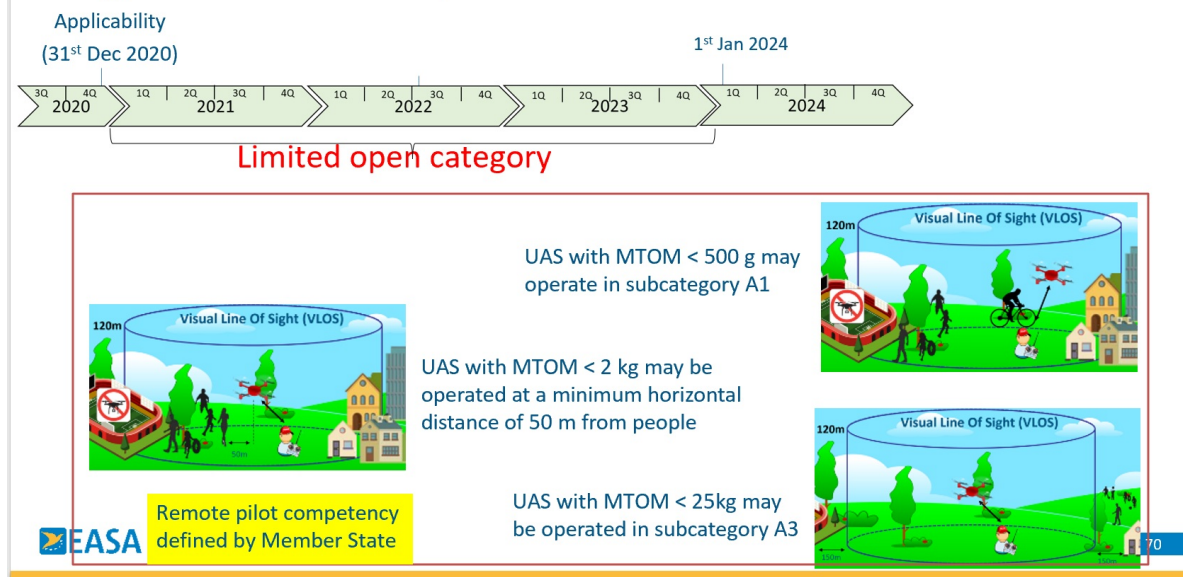 Applicability
(31st Dec 2020)
1st Jan 2024
3Q 4Q 1Q 2Q 3Q 4Q 1Q 2Q 3Q 4Q 1Q 2Q 3Q 4Q 1Q 2Q 3Q 4Q
2020 2021 2022 2023 2024
Limited open category
Visual Line Of Sight (VLOS)
120m
UAS with MTOM < 500 g may
operate in subcategory A1
Visual Line Of Sight (VLOS)
120m
50m
UAS with MTOM < 2 kg may be
operated at a minimum horizontal
distance of 50 m from people
Visual Line Of Sight (VLOS)
120m
150m
150m
UAS with MTOM < 25kg may
be operated in subcategory A3
Remote pilot competency
defined by Member State
EASA
70